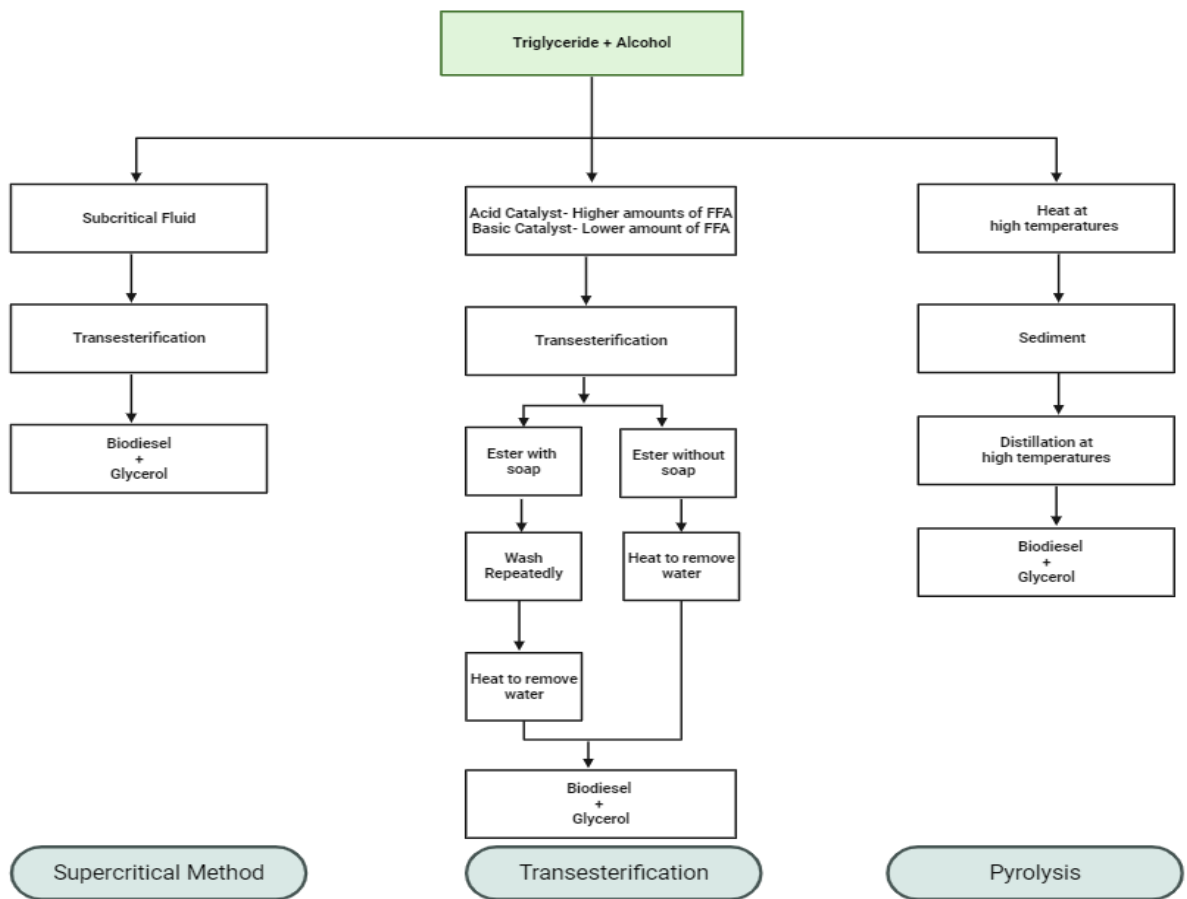 Triglyceride + Alcohol
Subcritical Fluid
Transesterification
Biodiesel
+
Glycerol
Acid Catalyst- Higher amounts of FFA
Basic Catalyst- Lower amount of FFA
Transesterification
Ester with
soap
Wash
Repeatedly
Heat to remove
water
Ester without
soap
Heat to remove
water
Biodiesel
+
Glycerol
Heat at
high temperatures
Sediment
Distillation at
high temperatures
Biodiesel
+
Glycerol
Supercritical Method
Transesterification
Pyrolysis